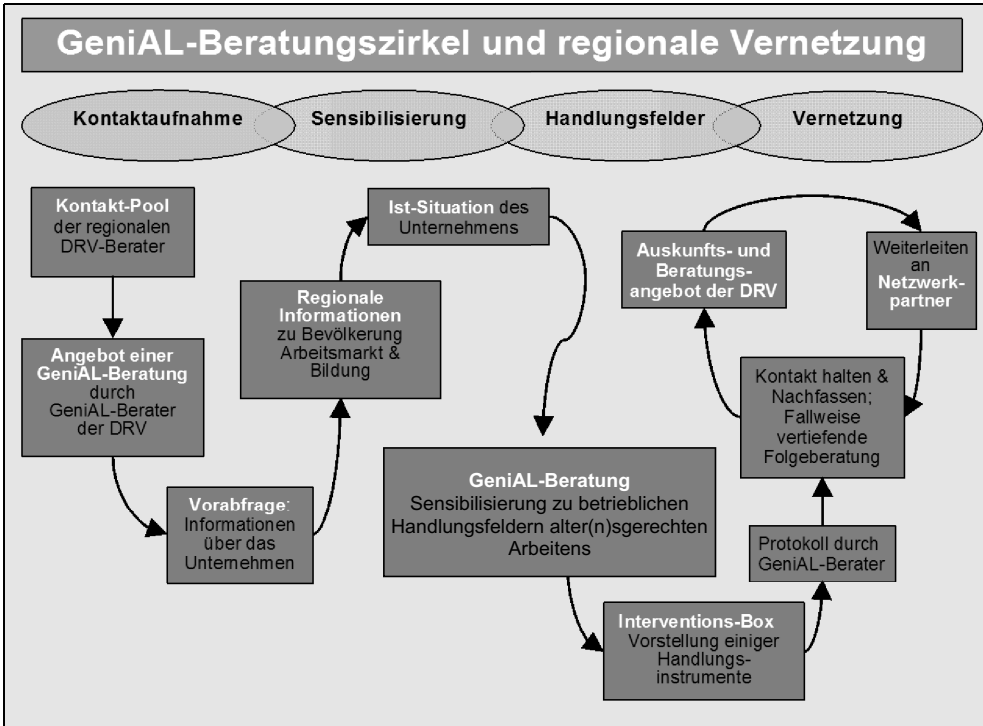 GeniAL-Beratungszirkel und regionale Vernetzung
Kontaktaufnahme
Sensibilisierung
Handlungsfelder
Vernetzung
Kontakt-Pool
der regionalen
DRV-Berater
Angebot einer
GeniAL-Beratung
durch
GeniAL-Berater
der DRV
Vorabfrage:
Informationen
über das
Unternehmen
Regionale
Informationen
zu Bevölkerung
Arbeitsmarkt &
Bildung
Ist-Situation des
Unternehmens
GeniAL-Beratung
Sensibilisierung zu betrieblichen
Handlungsfeldern alter(n)sgerechten
Arbeitens
Interventions-Box
Vorstellung einiger
Handlungs-
instrumente
Protokoll durch
GeniAL-Berater
Kontakt halten &
Nachfassen;
Fallweise
vertiefende
Folgeberatung
Auskunfts- und
Beratungs-
angebot der DRV
Weiterleiten
an
Netzwerk-
partner